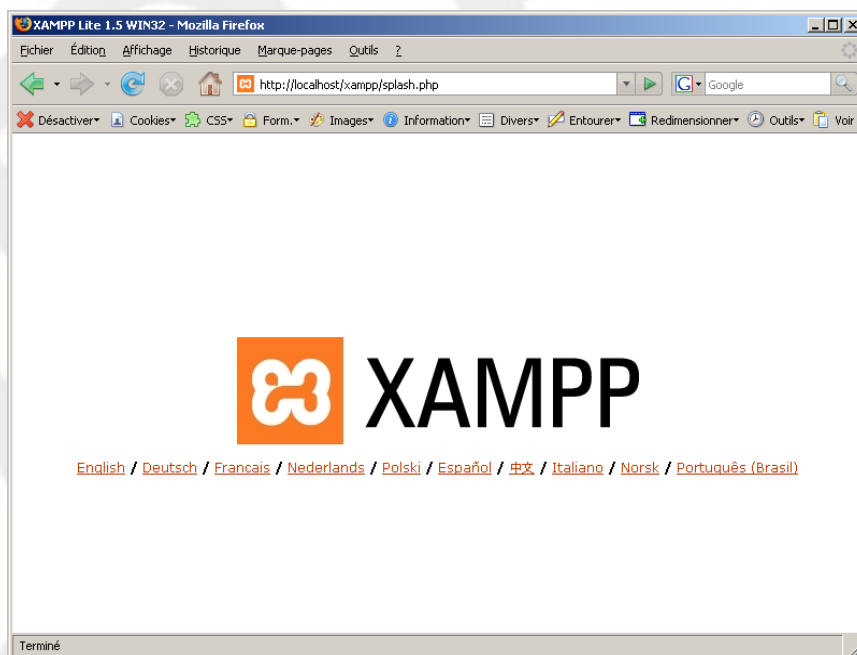 XAMPP Lite 1.5 WIN32 - Mozilla Firefox
Fichier Édition Affichage Historique Marque-pages Outils ?
http://localhost/xampp/splash.php G Google
Désactiver Cookies CSS Form. Images Information Divers Entourer Redimensionner Outils Voir
XAMPP
English / Deutsch / Francais / Nederlands / Polski / Español / 中文 / Italiano / Norsk / Português (Brasil)
Terminé